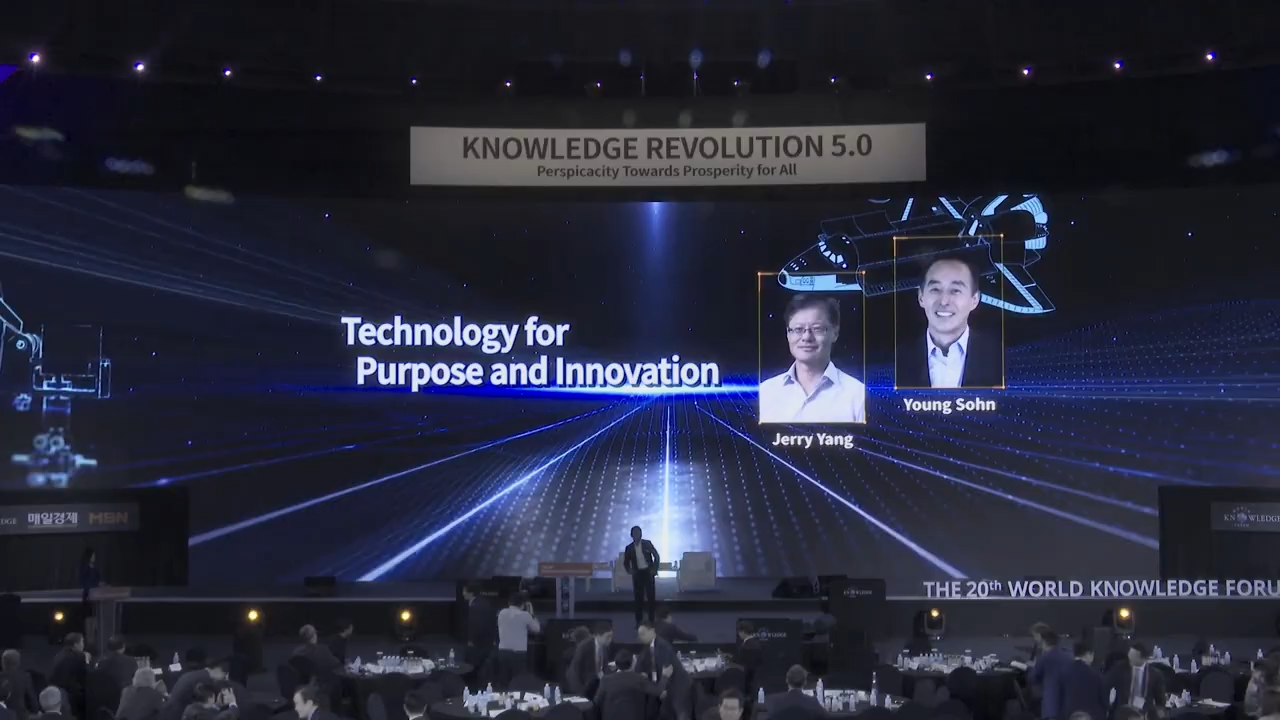 KNOWLEDGE REVOLUTION 5.0
Perspicacity Towards Prosperity for All
Technology for
Purpose and Innovation
Young Sohn
Jerry Yang
매일경제 MBN
KNOWLEDGE
THE 20th WORLD KNOWLEDGE FORU